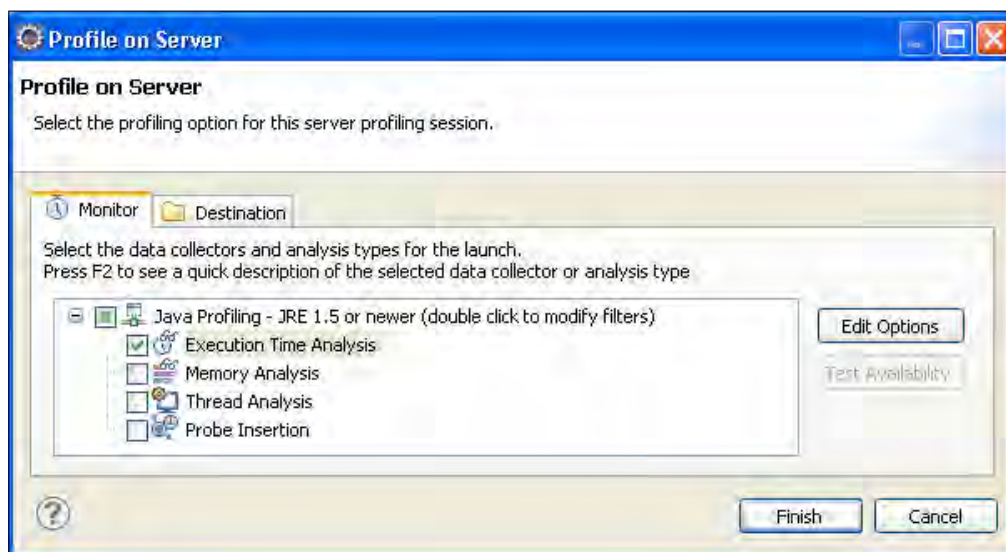 Profile on Server
Profile on Server
Select the profiling option for this server profiling session.
Monitor
Destination
Select the data collectors and analysis types for the launch.
Press F2 to see a quick description of the selected data collector or analysis type
Java Profiling - JRE 1.5 or newer (double click to modify filters)
Execution Time Analysis
Memory Analysis
Thread Analysis
Probe Insertion
Edit Options
Test Availability
?
Finish
Cancel